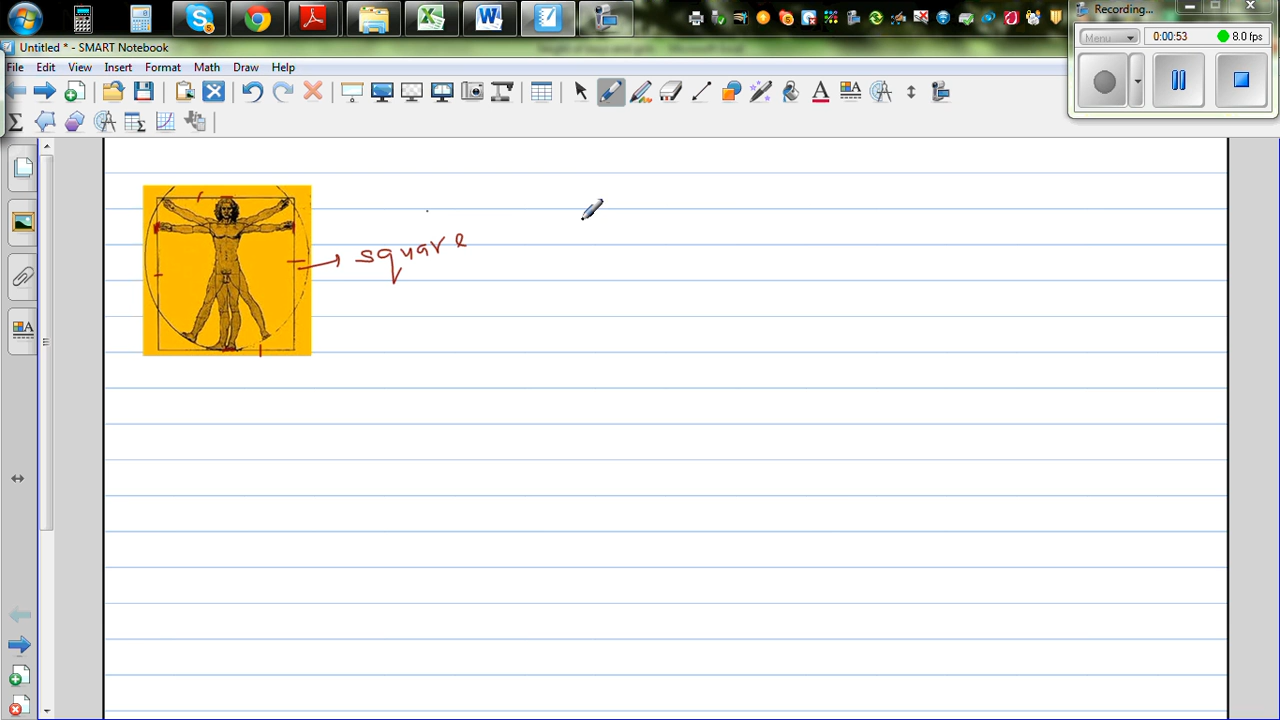 Recording...
Menu
0:00:53
8.0 fps
Untitled * - SMART Notebook
File Edit View Insert Format Math Draw Help
square